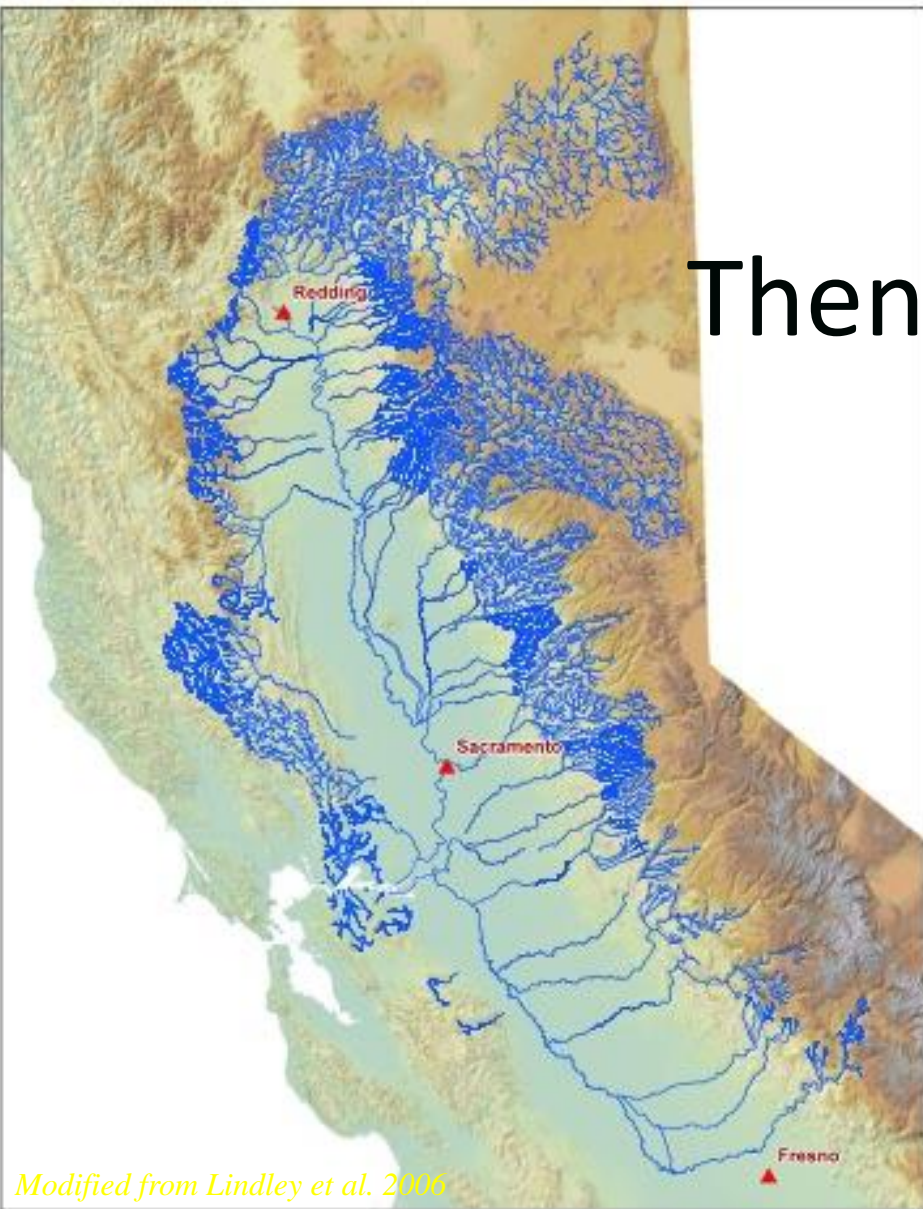 Then
Redding
Sacramento
Fresno
Modified from Lindley et al. 2006